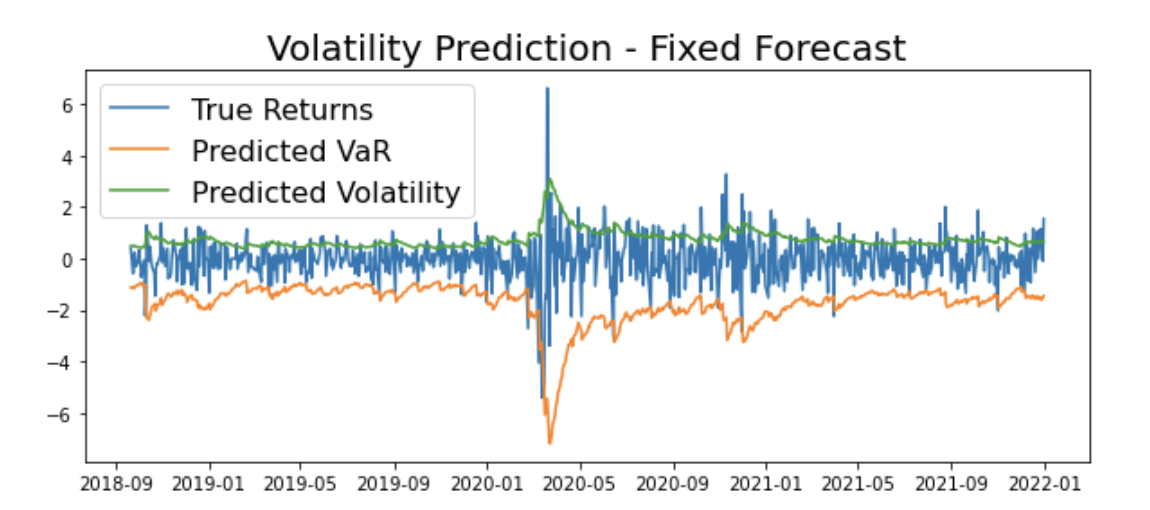 Volatility Prediction - Fixed Forecast
True Returns
Predicted VaR
Predicted Volatility
6
4
2
0
−2
−4
−6
2018-09 2019-01 2019-05 2019-09 2020-01 2020-05 2020-09 2021-01 2021-05 2021-09 2022-01